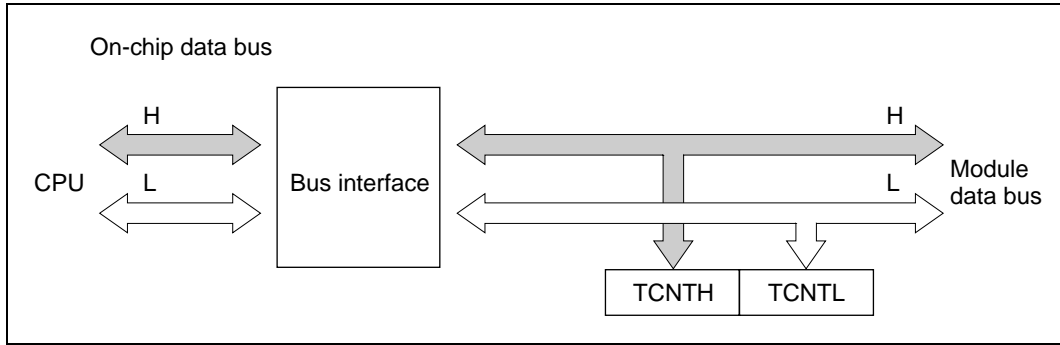 On-chip data bus
H
H
CPU
L
Bus interface
L
Module
data bus
TCNTH
TCNTL